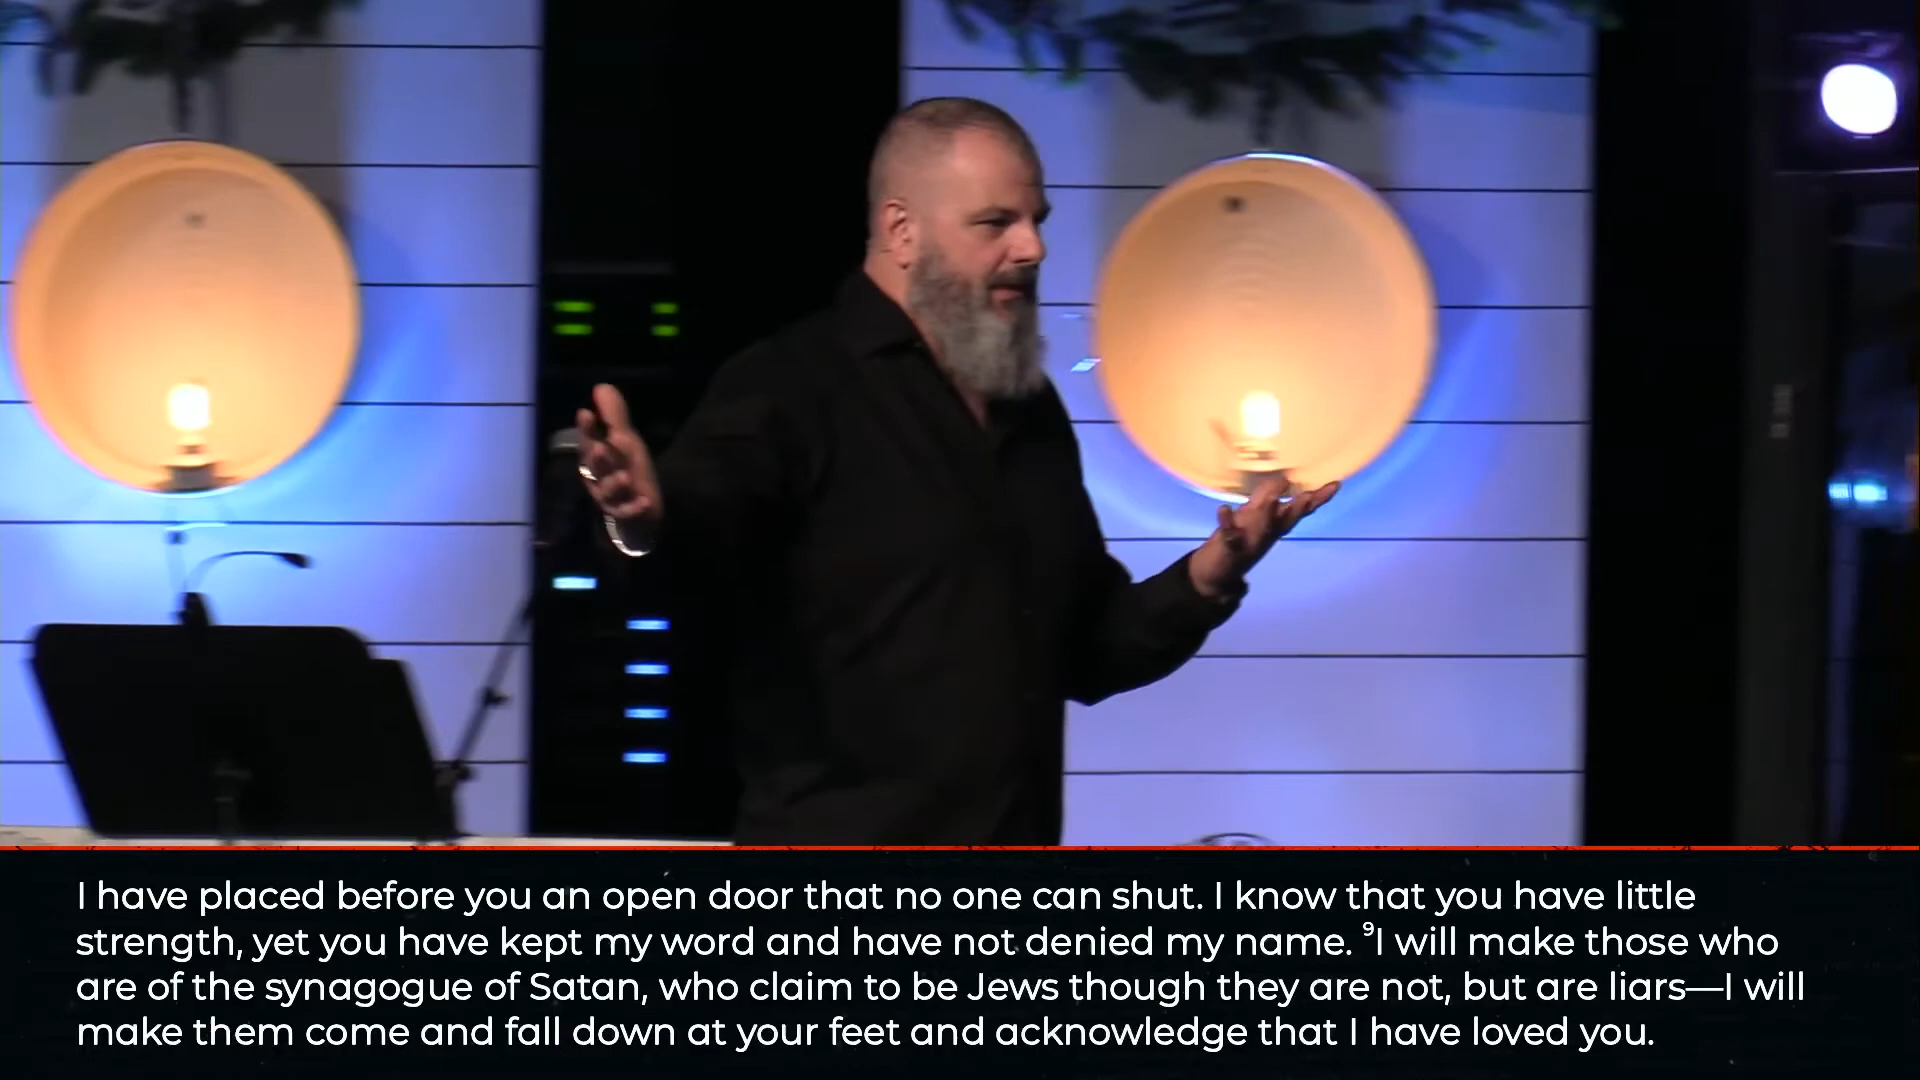 I have placed before you an open door that no one can shut. I know that you have little
strength, yet you have kept my word and have not denied my name. ⁹I will make those who
are of the synagogue of Satan, who claim to be Jews though they are not, but are liars—I will
make them come and fall down at your feet and acknowledge that I have loved you.